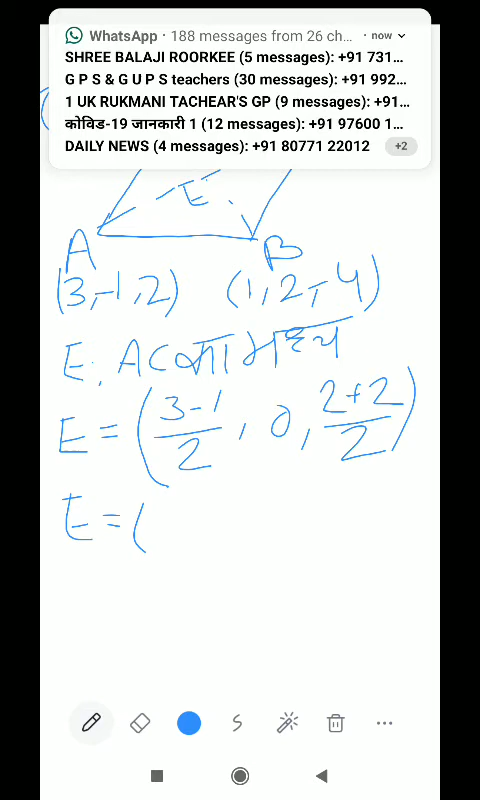 WhatsApp · 188 messages from 26 ch... · now
SHREE BALAJI ROORKEE (5 messages): +91 731...
G P S & G U P S teachers (30 messages): +91 992...
1 UK RUKMANI TACHEAR'S GP (9 messages): +91...
कोविड-19 जानकारी 1 (12 messages): +91 97600 1...
DAILY NEWS (4 messages): +91 80771 22012 +2
E
A B
(3,-1,2) (1,2,-4)
E: AC का मध्य
E = (3-1/2, 0, 2+2/2)
E = (